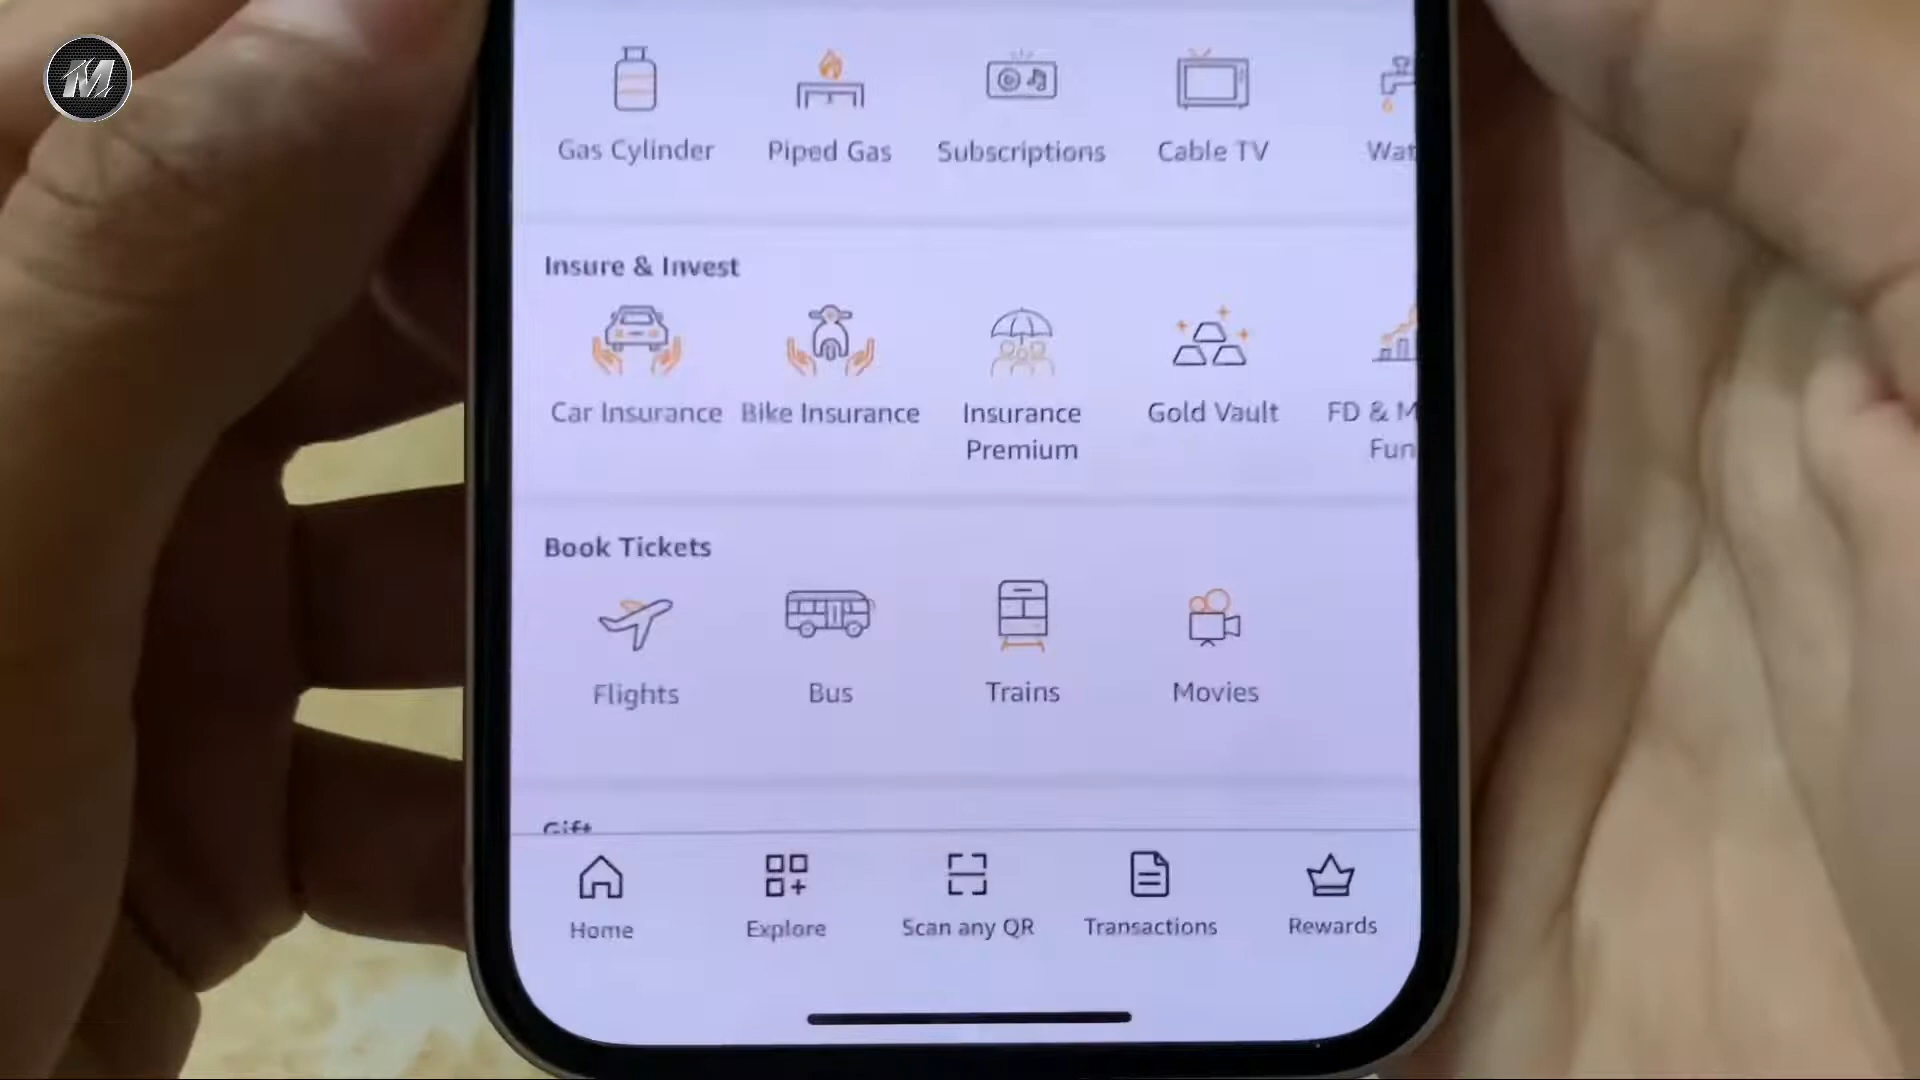 Gas Cylinder
Piped Gas
Subscriptions
Cable TV
Wat
Insure & Invest
Car Insurance
Bike Insurance
Insurance
Premium
Gold Vault
FD & M
Fun
Book Tickets
Flights
Bus
Trains
Movies
Gift
Home
Explore
Scan any QR
Transactions
Rewards